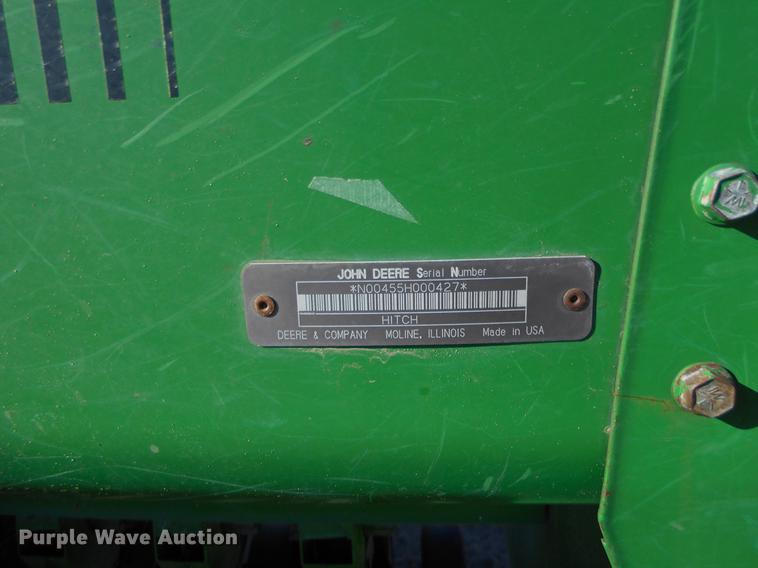 JOHN DEERE Serial Number
*N00455H000427*
HITCH
DEERE & COMPANY MOLINE, ILLINOIS Made in USA
Purple Wave Auction